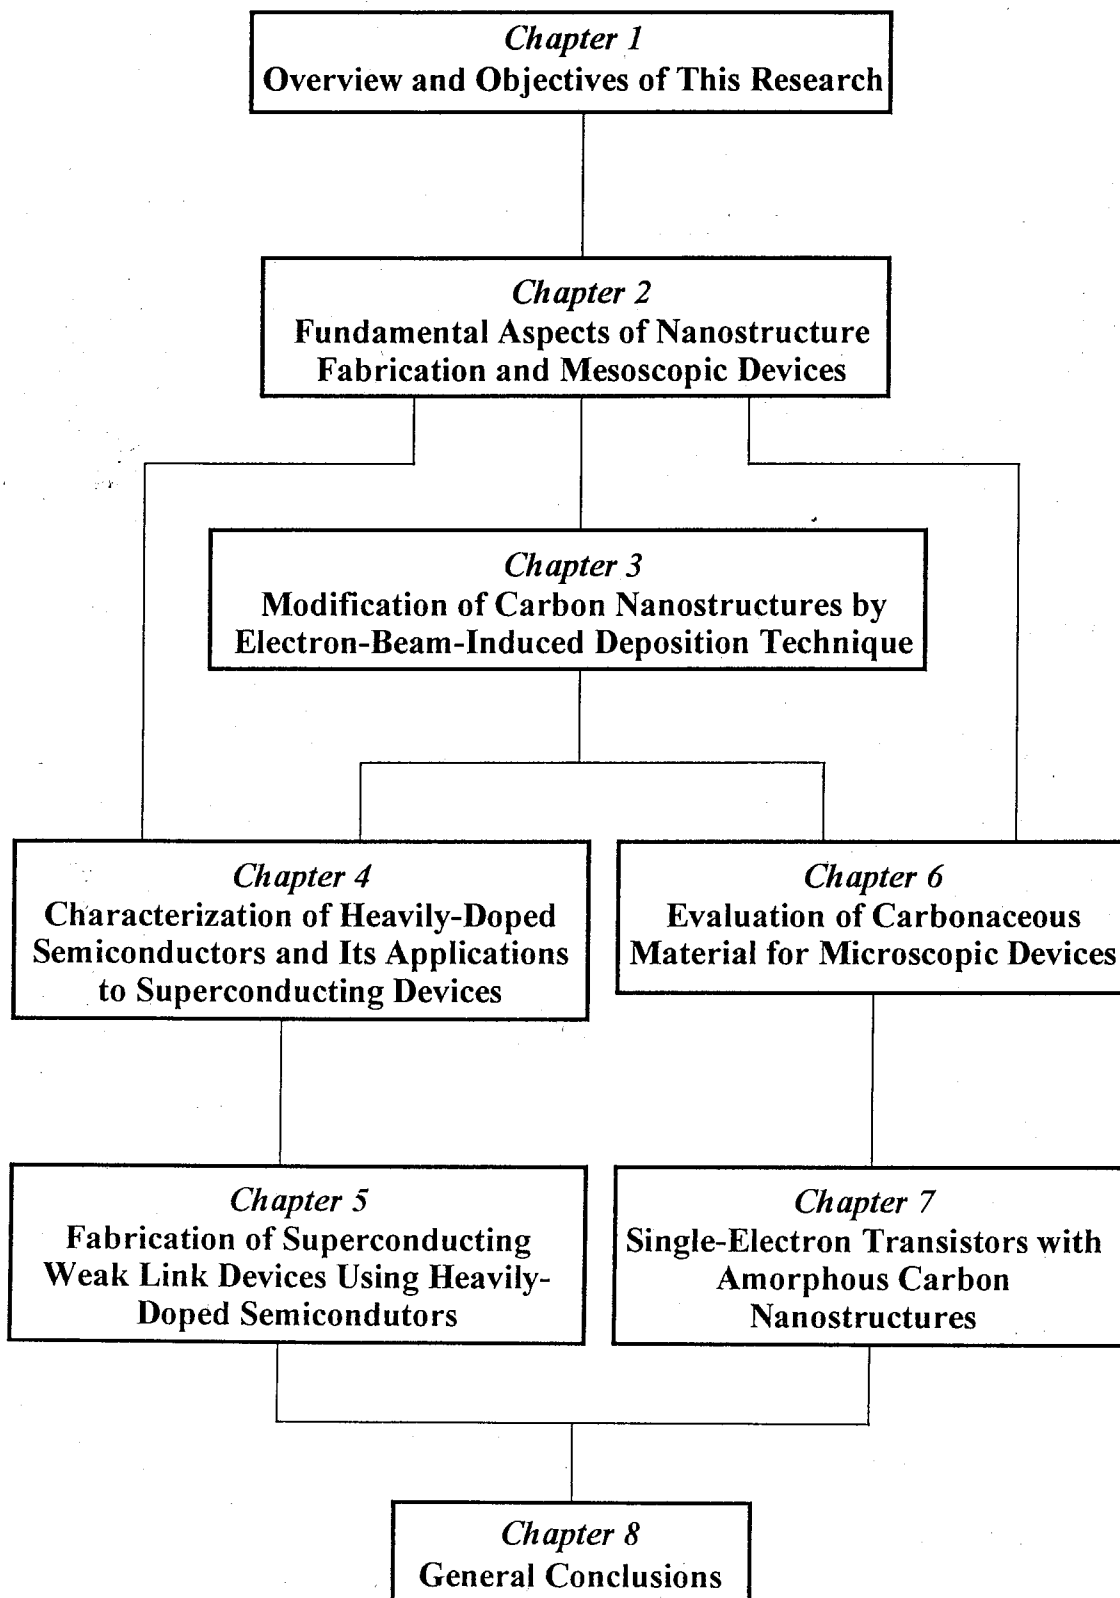 Chapter 1
Overview and Objectives of This Research
Chapter 2
Fundamental Aspects of Nanostructure
Fabrication and Mesoscopic Devices
Chapter 3
Modification of Carbon Nanostructures by
Electron-Beam-Induced Deposition Technique
Chapter 4
Characterization of Heavily-Doped
Semiconductors and Its Applications
to Superconducting Devices
Chapter 6
Evaluation of Carbonaceous
Material for Microscopic Devices
Chapter 5
Fabrication of Superconducting
Weak Link Devices Using Heavily-
Doped Semicondutors
Chapter 7
Single-Electron Transistors with
Amorphous Carbon
Nanostructures
Chapter 8
General Conclusions